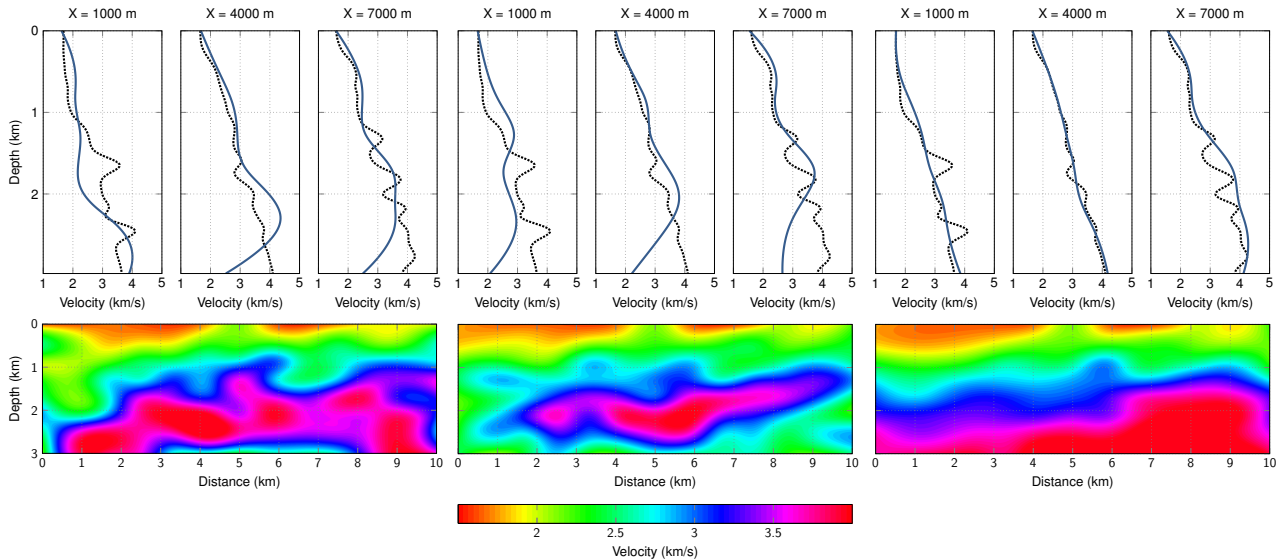 X = 1000 m X = 4000 m X = 7000 m X = 1000 m X = 4000 m X = 7000 m X = 1000 m X = 4000 m X = 7000 m
0
1
2
Depth (km)
1 2 3 4 5 1 2 3 4 5 1 2 3 4 5 1 2 3 4 5 1 2 3 4 5 1 2 3 4 5 1 2 3 4 5 1 2 3 4 5 1 2 3 4 5
Velocity (km/s) Velocity (km/s) Velocity (km/s) Velocity (km/s) Velocity (km/s) Velocity (km/s) Velocity (km/s) Velocity (km/s) Velocity (km/s)
0
1
2
3
Depth (km)
0 1 2 3 4 5 6 7 8 9 10 0 1 2 3 4 5 6 7 8 9 10 0 1 2 3 4 5 6 7 8 9 10
Distance (km) Distance (km) Distance (km)
2 2.5 3 3.5
Velocity (km/s)